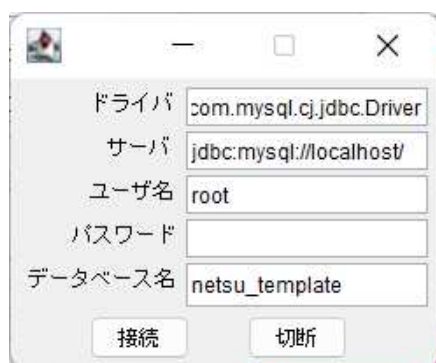 ドライバ com.mysql.cj.jdbc.Driver
サーバ jdbc:mysql://localhost/
ユーザ名 root
パスワード
データベース名 netsu_template
接続 切断